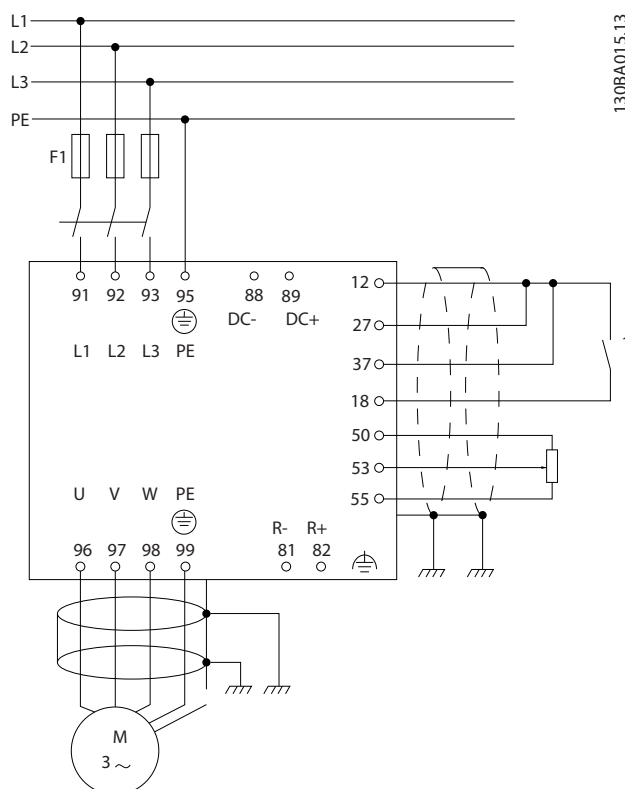 L1
L2
L3
PE
130BA015.13
F1
91 92 93 95 88 89
DC- DC+
L1 L2 L3 PE
12
27
37
18
50
53
55
U V W PE
R- R+
96 97 98 99 81 82
M
3 ~